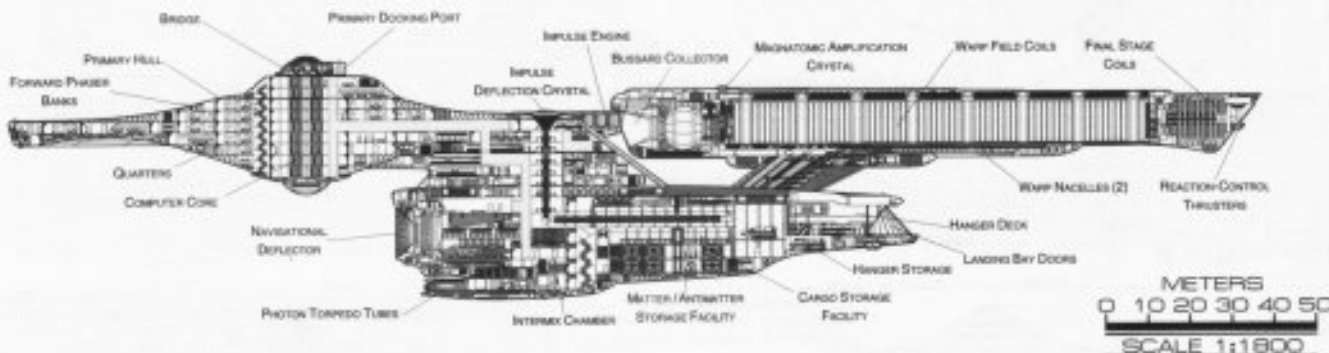 BRIDGE
PRIMARY DOCKING PORT
PRIMARY HULL
FORWARD PHASER
BANKS
QUARTERS
COMPUTER CORE
IMPULSE ENGINE
IMPULSE
DEFLECTION CRYSTAL
BUSSARD COLLECTOR
MAGNATOMIC AMPLIFICATION
CRYSTAL
WARP FIELD COILS
FINAL STAGE
COILS
NAVIGATIONAL
DEFLECTOR
PHOTON TORPEDO TUBES
INTERMIX CHAMBER
MATTER / ANTIMATTER
STORAGE FACILITY
CARGO STORAGE
FACILITY
HANGER STORAGE
LANDING BAY DOORS
HANGER DECK
WARP NACELLES (2)
REACTION-CONTROL
THRUSTERS
METERS
0 10 20 30 40 50
SCALE 1:1800